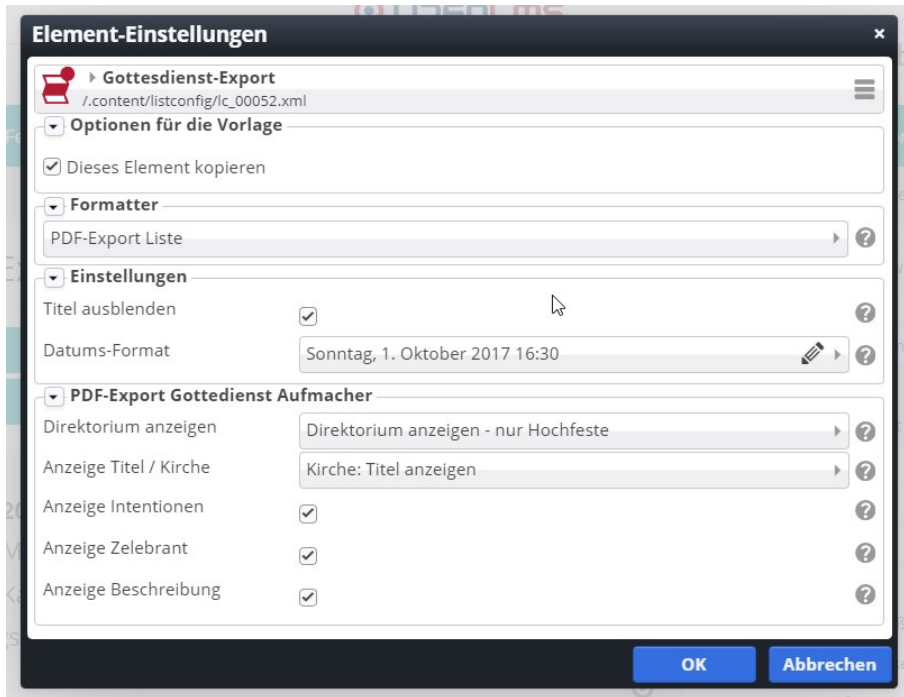 Element-Einstellungen
Gottesdienst-Export
/.content/listconfig/lc_00052.xml
Optionen für die Vorlage
Dieses Element kopieren
Formatter
PDF-Export Liste
Einstellungen
Titel ausblenden
Datums-Format
Sonntag, 1. Oktober 2017 16:30
PDF-Export Gottedienst Aufmacher
Direktorium anzeigen
Direktorium anzeigen - nur Hochfeste
Anzeige Titel / Kirche
Kirche: Titel anzeigen
Anzeige Intentionen
Anzeige Zelebrant
Anzeige Beschreibung
OK
Abbrechen